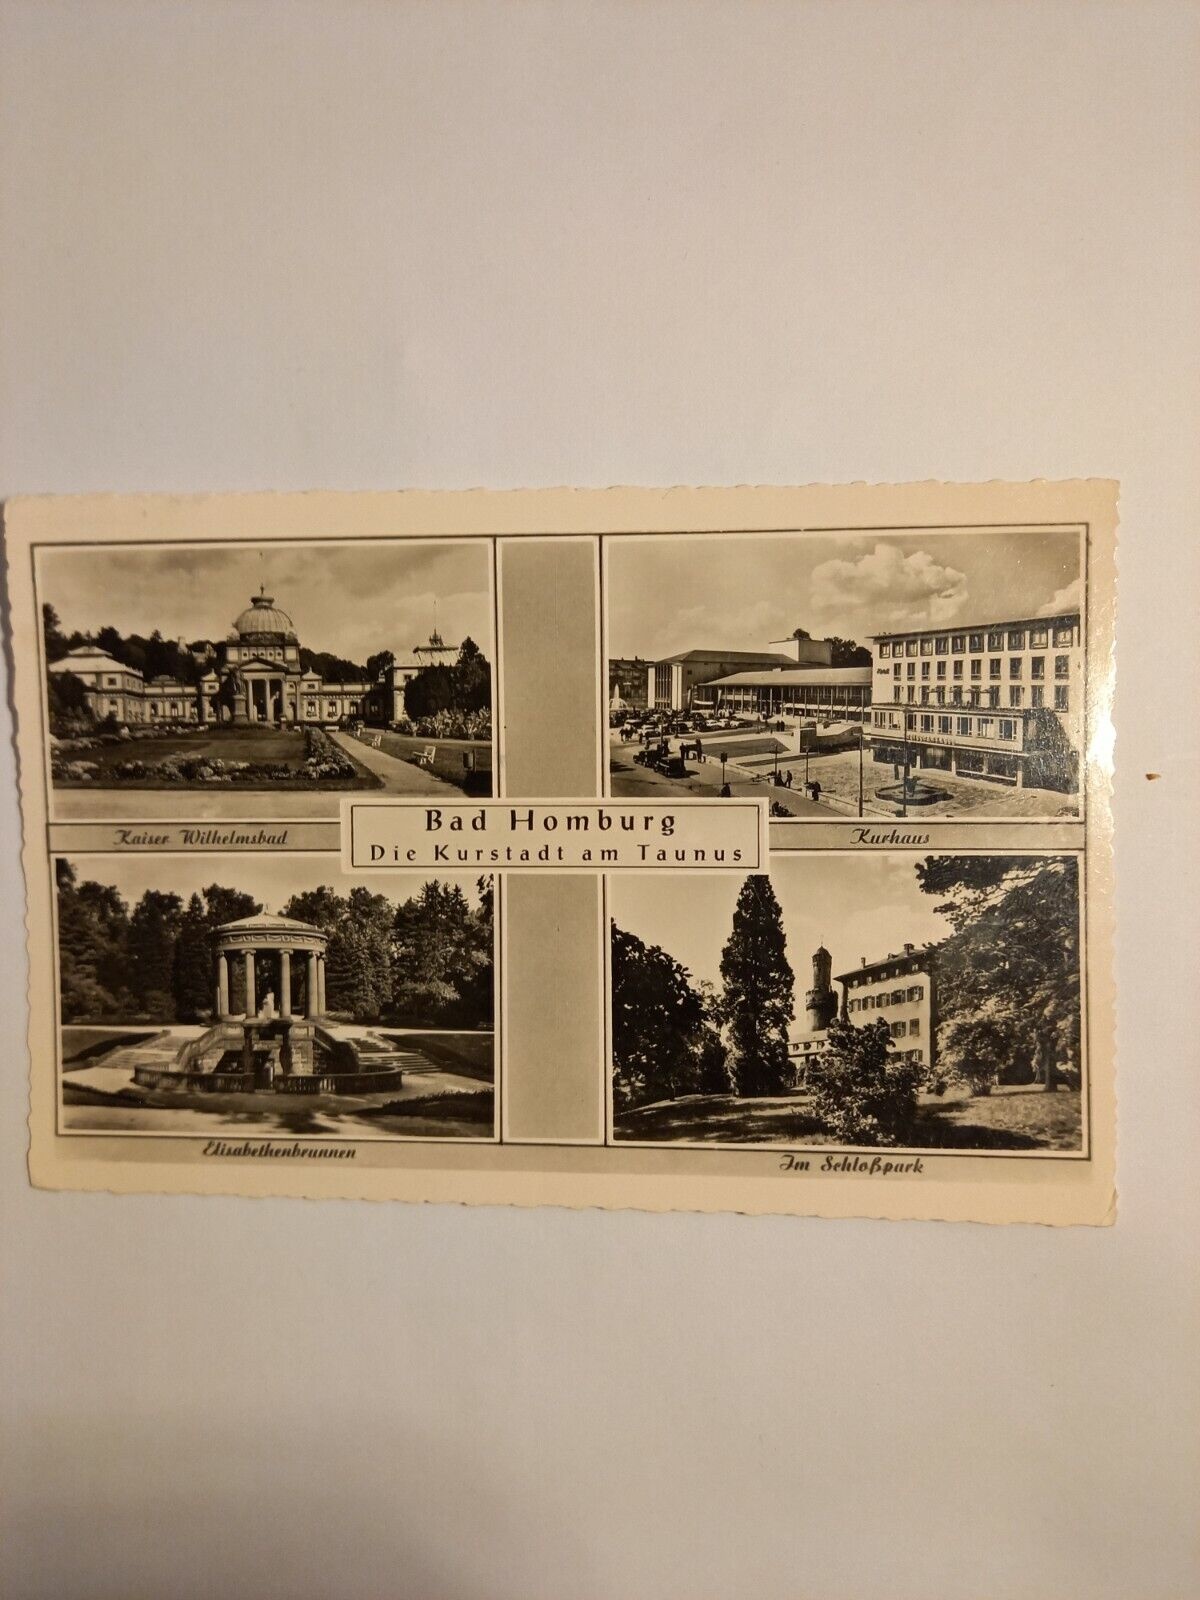 Kaiser Wilhelmsbad
Bad Homburg
Die Kurstadt am Taunus
Kurhaus
Elisabethenbrunnen
Im Schloßpark